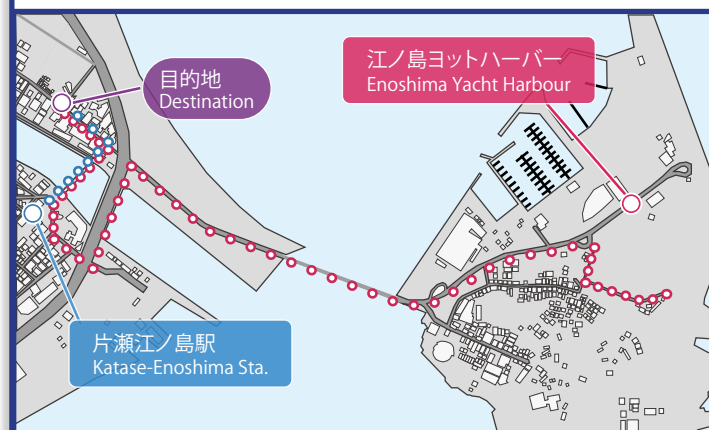 目的地
Destination
江ノ島ヨットハーバー
Enoshima Yacht Harbour
片瀬江ノ島駅
Katase-Enoshima Sta.